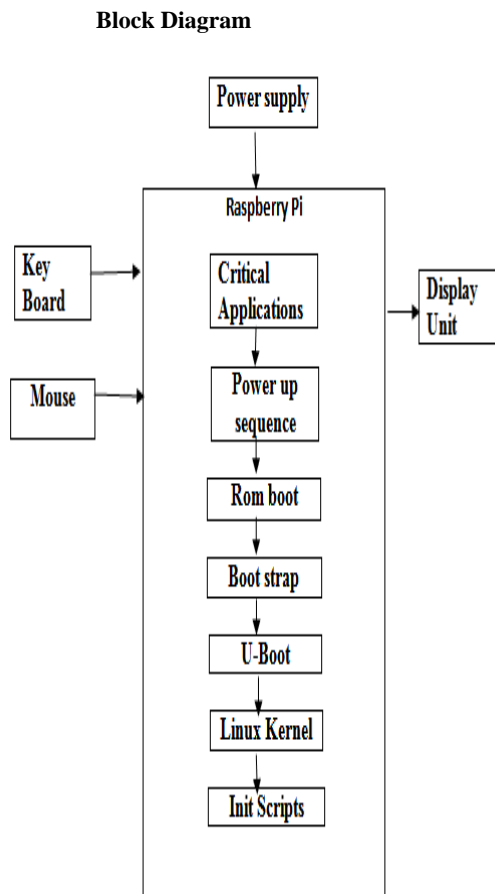 Block Diagram
Power supply
Raspberry Pi
Key
Board
Critical
Applications
Display
Unit
Mouse
Power up
sequence
Rom boot
Boot strap
U-Boot
Linux Kernel
Init Scripts